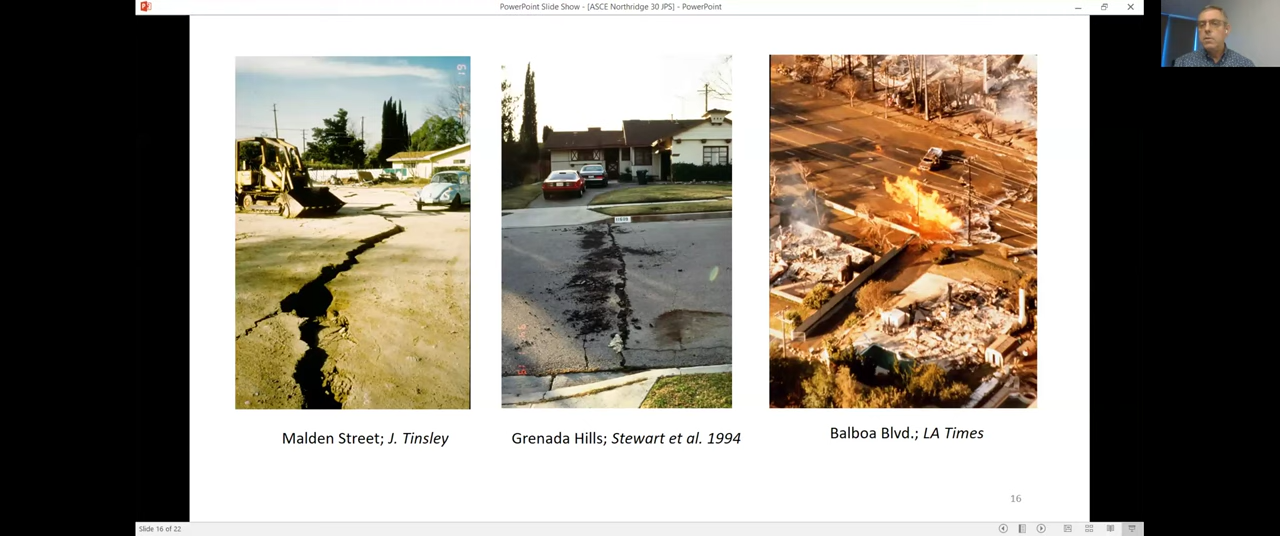 PowerPoint Slide Show - [ASCE Northridge 30 JPS] - PowerPoint
Malden Street; J. Tinsley
Grenada Hills; Stewart et al. 1994
Balboa Blvd.; LA Times
16
Slide 16 of 22